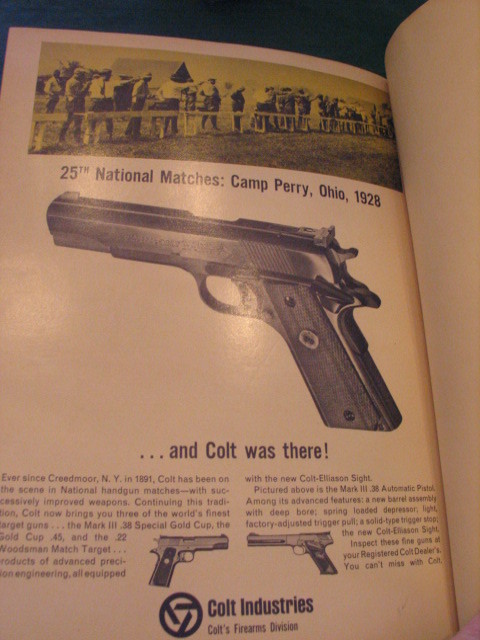 25TH National Matches: Camp Perry, Ohio, 1928
. . . and Colt was there!
Ever since Creedmoor, N. Y. in 1891, Colt has been on
the scene in National handgun matches—with suc-
cessively improved weapons. Continuing this tradi-
tion, Colt now brings you three of the world's finest
target guns . . . the Mark III .38 Special Gold Cup, the
Gold Cup .45, and the .22
Woodsman Match Target . . .
products of advanced preci-
sion engineering, all equipped
with the new Colt-Elliason Sight.
Pictured above is the Mark III .38 Automatic Pistol.
Among its advanced features: a new barrel assembly
with deep bore; spring loaded depressor; light,
factory-adjusted trigger pull; a solid-type trigger stop;
the new Colt-Elliason Sight.
Inspect these fine guns at
your Registered Colt Dealer's.
You can't miss with Colt.
Colt Industries
Colt's Firearms Division